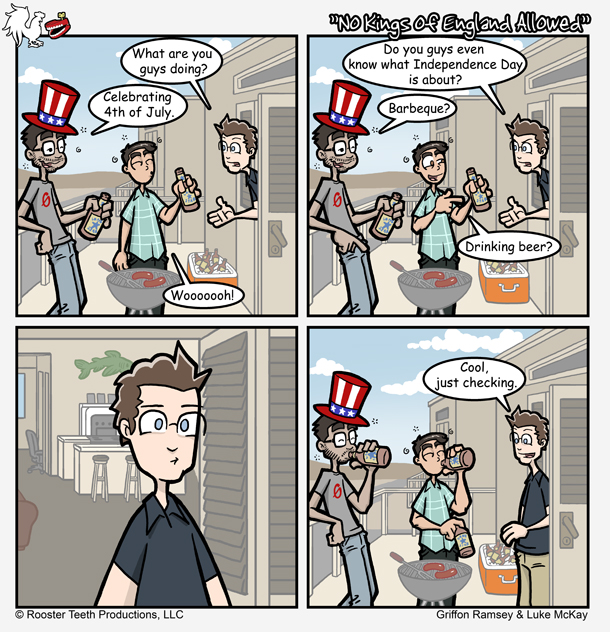 "No Kings Of England Allowed"
What are you
guys doing?
Celebrating
4th of July.
Wooooooh!
Do you guys even
know what Independence Day
is about?
Barbeque?
Drinking beer?
Cool,
just checking.
© Rooster Teeth Productions, LLC
Griffon Ramsey & Luke McKay